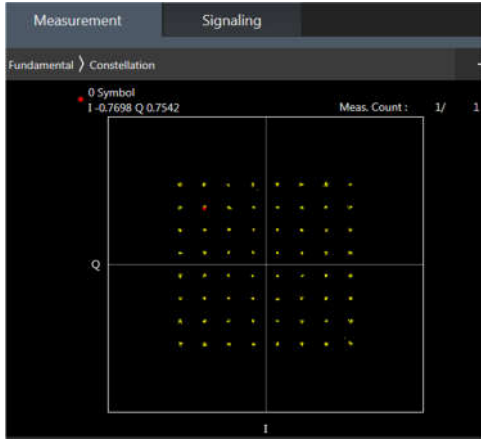 Measurement Signaling
Fundamental 〉 Constellation
0 Symbol
I -0.7698 Q 0.7542 Meas. Count : 1/ 1
Q
I